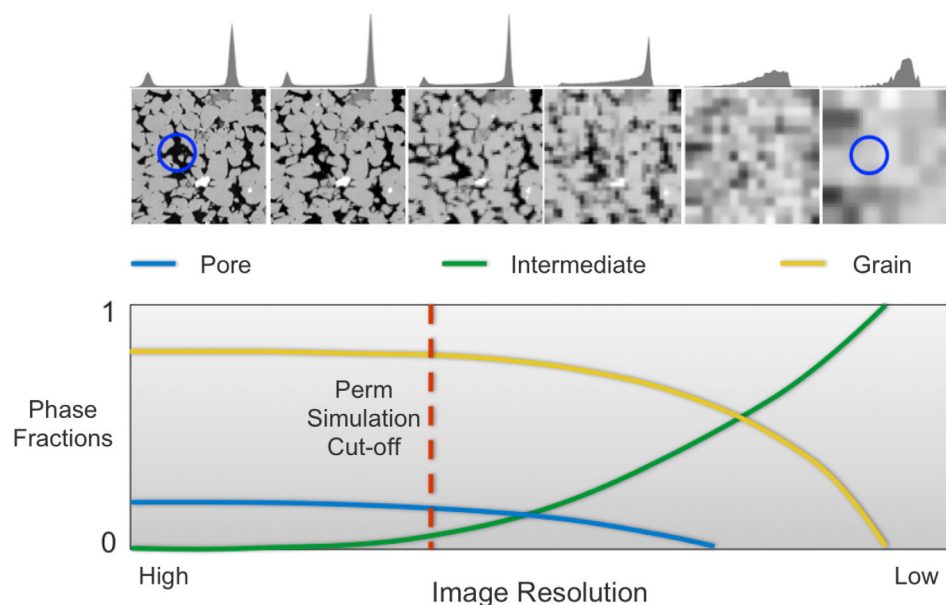 Pore
Intermediate
Grain
1
Perm
Simulation
Cut-off
Phase
Fractions
0
High
Low
Image Resolution